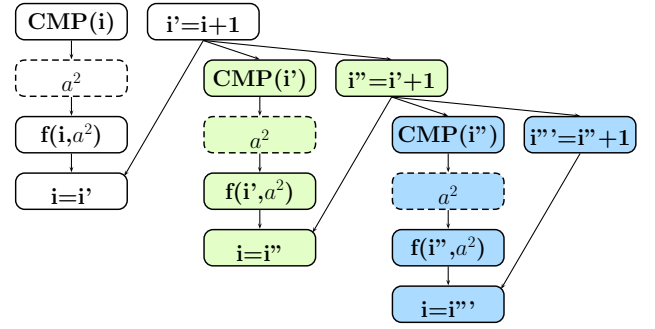 CMP(i)
i'=i+1
a²
f(i,a²)
i=i'
CMP(i')
i''=i'+1
a²
f(i',a²)
i=i''
CMP(i'')
i'''=i''+1
a²
f(i'',a²)
i=i'''